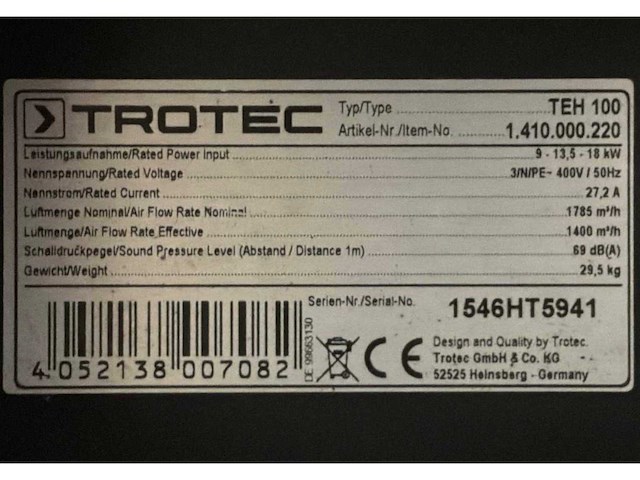 TROTEC
Typ/Type TEH 100
Artikel-Nr./Item-No. 1.410.000.220
Leistungsaufnahme/Rated Power Input 9 - 13,5 - 18 kW
Nennspannung/Rated Voltage 3/N/PE~ 400V / 50Hz
Nennstrom/Rated Current 27,2 A
Luftmenge Nominal/Air Flow Rate Nominal 1785 m³/h
Luftmenge/Air Flow Rate Effective 1400 m³/h
Schalldruckpegel/Sound Pressure Level (Abstand / Distance 1m) 69 dB(A)
Gewicht/Weight 29,5 kg
Serien-Nr./Serial-No. 1546HT5941
4 052138 007082
DE 09663130
CE
Design and Quality by Trotec.
Trotec GmbH & Co. KG
52525 Heinsberg - Germany